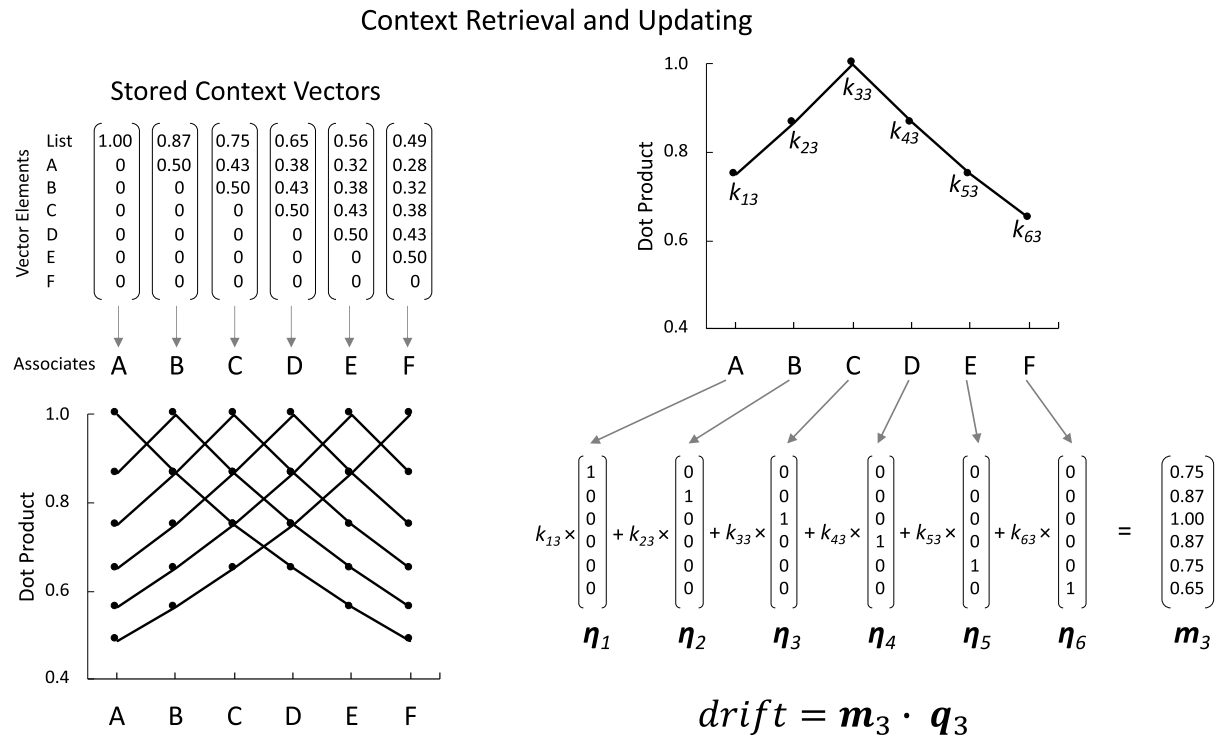 Context Retrieval and Updating
Stored Context Vectors
Vector Elements
List 1.00 0.87 0.75 0.65 0.56 0.49
A 0 0.50 0.43 0.38 0.32 0.28
B 0 0 0.50 0.43 0.38 0.32
C 0 0 0 0.50 0.43 0.38
D 0 0 0 0 0.50 0.43
E 0 0 0 0 0 0.50
F 0 0 0 0 0 0
Associates A B C D E F
Dot Product
1.0
0.8
0.6
0.4
A B C D E F
Dot Product
1.0
0.8
0.6
0.4
k33
k23
k43
k13
k53
k63
A B C D E F
1 0 0 0 0 0 0.75
0 1 0 0 0 0 0.87
0 0 1 0 0 0 1.00
k13 × + k23 × + k33 × + k43 × + k53 × + k63 × =
0 0 0 1 0 0 0.87
0 0 0 0 1 0 0.75
0 0 0 0 0 1 0.65
η1 η2 η3 η4 η5 η6 m3
drift = m3 · q3